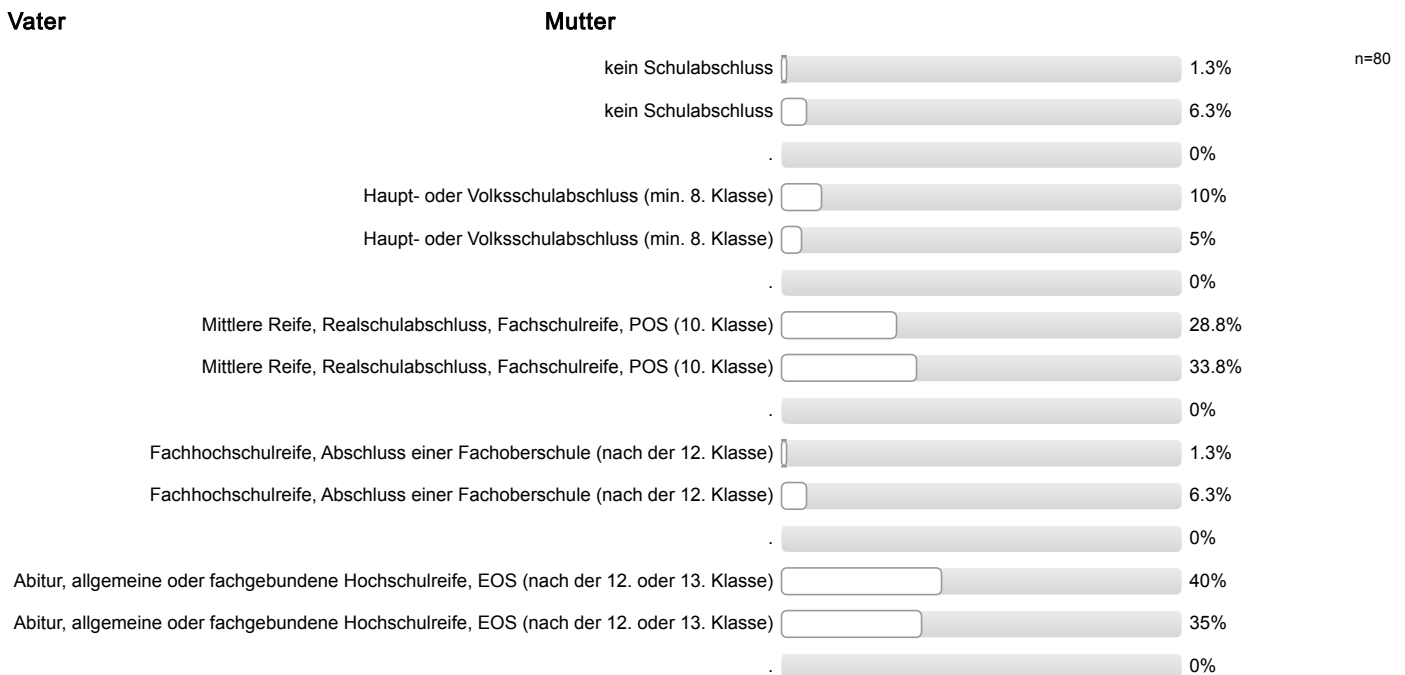 Vater Mutter
kein Schulabschluss 1.3% n=80
kein Schulabschluss 6.3%
. 0%
Haupt- oder Volksschulabschluss (min. 8. Klasse) 10%
Haupt- oder Volksschulabschluss (min. 8. Klasse) 5%
. 0%
Mittlere Reife, Realschulabschluss, Fachschulreife, POS (10. Klasse) 28.8%
Mittlere Reife, Realschulabschluss, Fachschulreife, POS (10. Klasse) 33.8%
. 0%
Fachhochschulreife, Abschluss einer Fachoberschule (nach der 12. Klasse) 1.3%
Fachhochschulreife, Abschluss einer Fachoberschule (nach der 12. Klasse) 6.3%
. 0%
Abitur, allgemeine oder fachgebundene Hochschulreife, EOS (nach der 12. oder 13. Klasse) 40%
Abitur, allgemeine oder fachgebundene Hochschulreife, EOS (nach der 12. oder 13. Klasse) 35%
. 0%